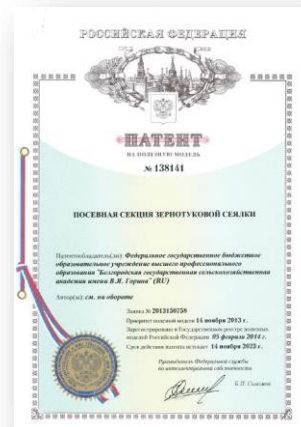 РОССИЙСКАЯ ФЕДЕРАЦИЯ
ПАТЕНТ
НА ПОЛЕЗНУЮ МОДЕЛЬ
№ 138141
ПОСЕВНАЯ СЕКЦИЯ ЗЕРНОТУКОВОЙ СЕЯЛКИ
Патентообладатель(ли): Федеральное государственное бюджетное
образовательное учреждение высшего профессионального
образования "Белгородская государственная сельскохозяйственная
академия имени В.Я. Горина" (RU)
Автор(ы): см. на обороте
Заявка № 2013150758
Приоритет полезной модели 14 ноября 2013 г.
Зарегистрировано в Государственном реестре полезных
моделей Российской Федерации 05 февраля 2014 г.
Срок действия патента истекает 14 ноября 2023 г.
Руководитель Федеральной службы
по интеллектуальной собственности
Б.П. Симонов